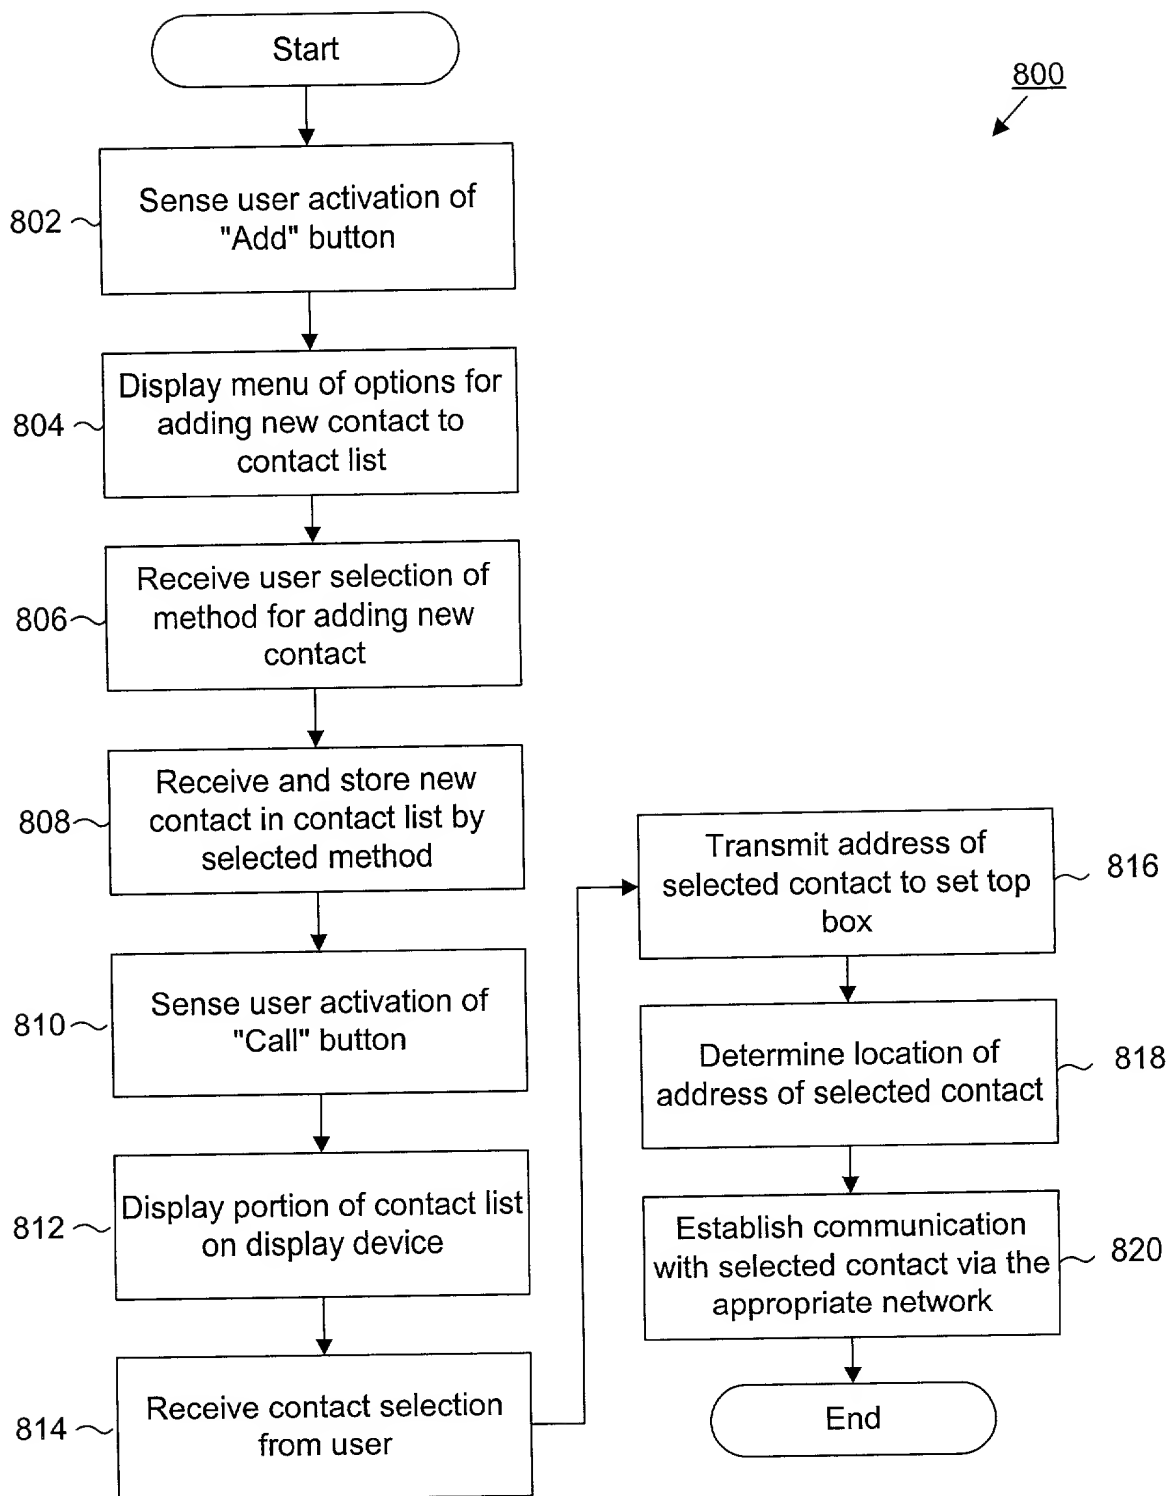 Start
800
802
Sense user activation of
"Add" button
804
Display menu of options for
adding new contact to
contact list
806
Receive user selection of
method for adding new
contact
808
Receive and store new
contact in contact list by
selected method
810
Sense user activation of
"Call" button
812
Display portion of contact list
on display device
814
Receive contact selection
from user
Transmit address of
selected contact to set top
box
816
Determine location of
address of selected contact
818
Establish communication
with selected contact via the
appropriate network
820
End